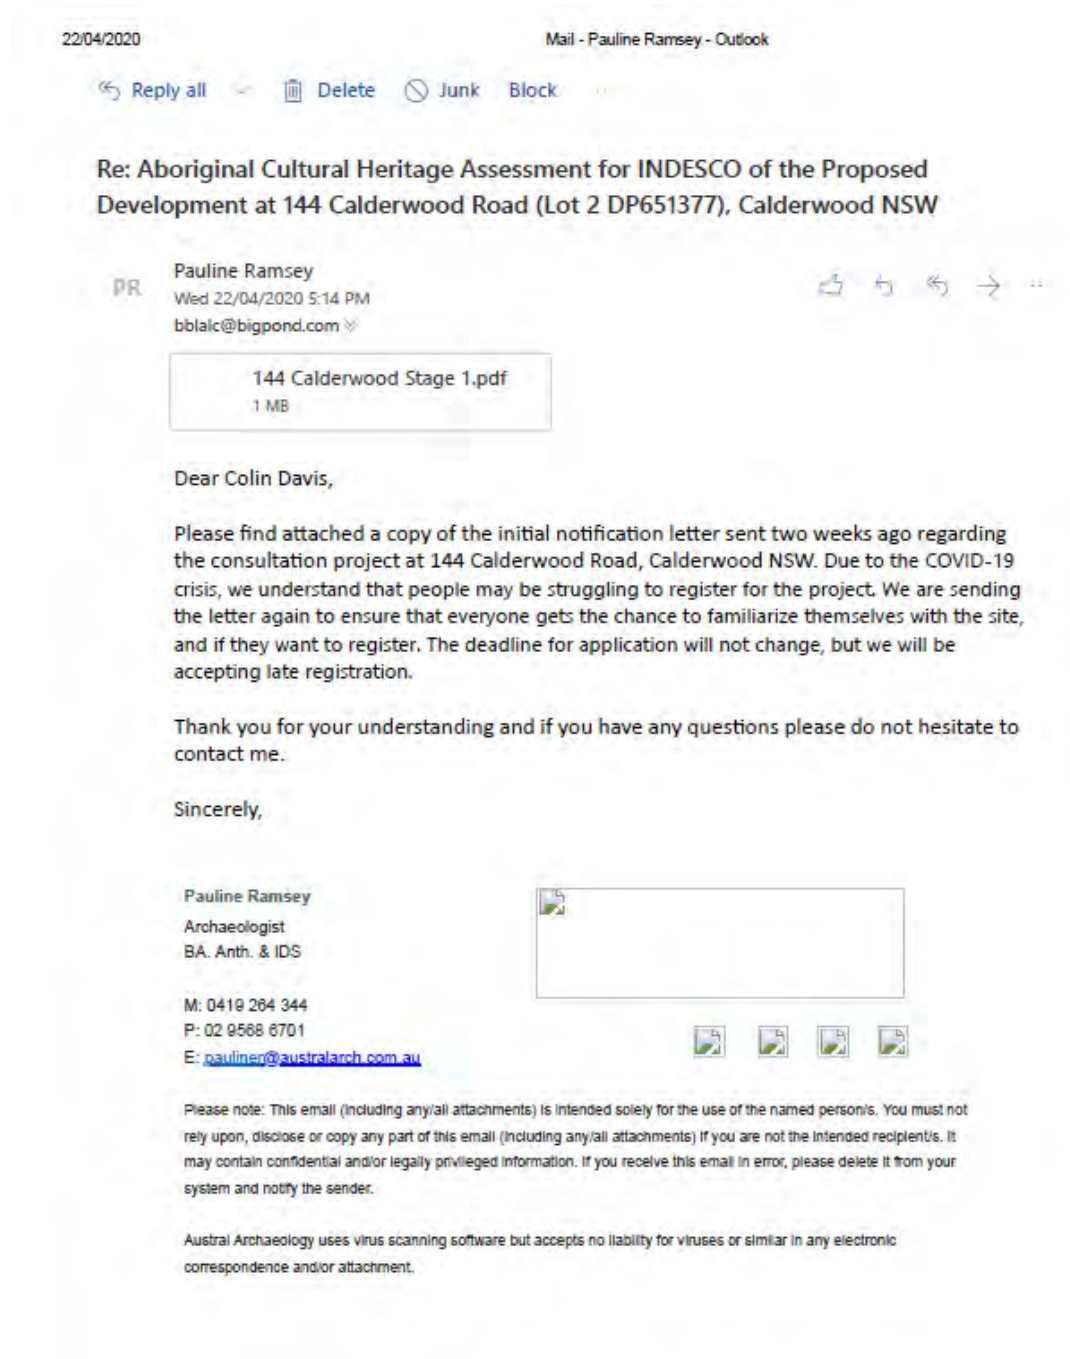 22/04/2020 Mail - Pauline Ramsey - Outlook
Reply all Delete Junk Block
Re: Aboriginal Cultural Heritage Assessment for INDESCO of the Proposed
Development at 144 Calderwood Road (Lot 2 DP651377), Calderwood NSW
PR
Pauline Ramsey
Wed 22/04/2020 5:14 PM
bblalc@bigpond.com
144 Calderwood Stage 1.pdf
1 MB
Dear Colin Davis,
Please find attached a copy of the initial notification letter sent two weeks ago regarding
the consultation project at 144 Calderwood Road, Calderwood NSW. Due to the COVID-19
crisis, we understand that people may be struggling to register for the project. We are sending
the letter again to ensure that everyone gets the chance to familiarize themselves with the site,
and if they want to register. The deadline for application will not change, but we will be
accepting late registration.
Thank you for your understanding and if you have any questions please do not hesitate to
contact me.
Sincerely,
Pauline Ramsey
Archaeologist
BA. Anth. & IDS
M: 0419 264 344
P: 02 9568 6701
E: pauliner@australarch.com.au
Please note: This email (including any/all attachments) is intended solely for the use of the named person/s. You must not
rely upon, disclose or copy any part of this email (including any/all attachments) if you are not the intended recipient/s. It
may contain confidential and/or legally privileged information. If you receive this email in error, please delete it from your
system and notify the sender.
Austral Archaeology uses virus scanning software but accepts no liability for viruses or similar in any electronic
correspondence and/or attachment.